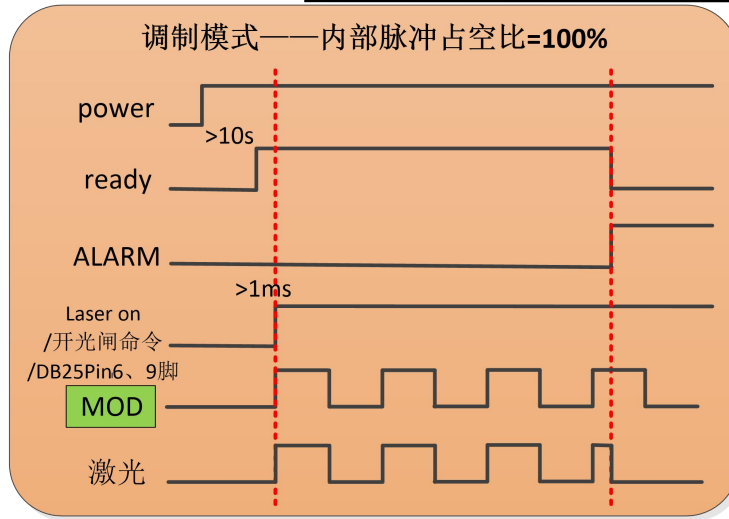 调制模式——内部脉冲占空比=100%
power
>10s
ready
ALARM
>1ms
Laser on
/开光闸命令
/DB25Pin6、9脚
MOD
激光